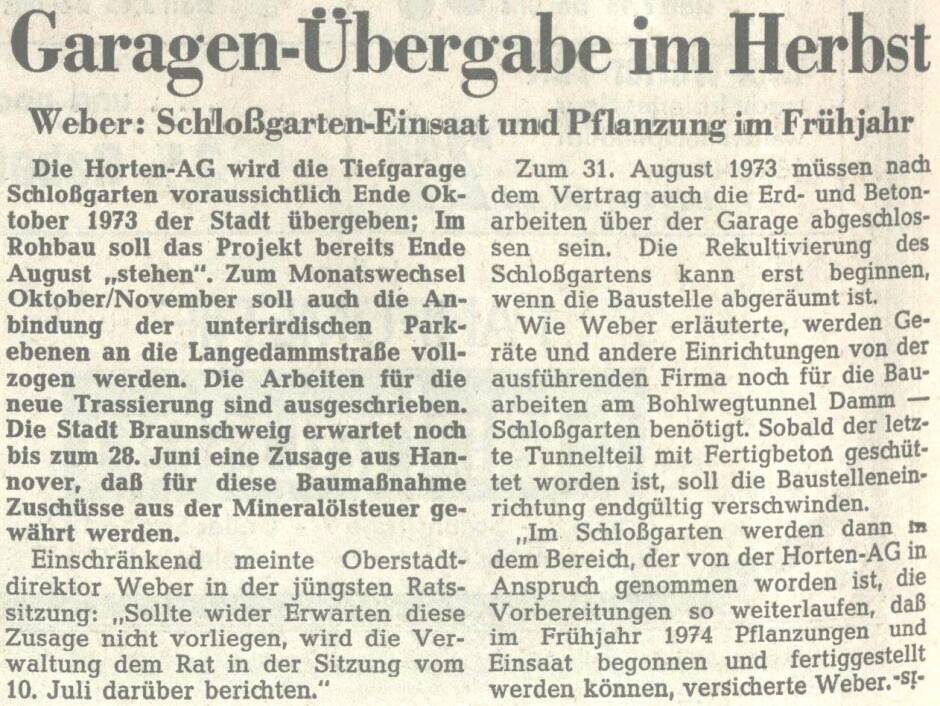 Garagen-Übergabe im Herbst
Weber: Schloßgarten-Einsaat und Pflanzung im Frühjahr
Die Horten-AG wird die Tiefgarage
Schloßgarten voraussichtlich Ende Ok-
tober 1973 der Stadt übergeben; Im
Rohbau soll das Projekt bereits Ende
August „stehen". Zum Monatswechsel
Oktober/November soll auch die An-
bindung der unterirdischen Park-
ebenen an die Langedammstraße voll-
zogen werden. Die Arbeiten für die
neue Trassierung sind ausgeschrieben.
Die Stadt Braunschweig erwartet noch
bis zum 28. Juni eine Zusage aus Han-
nover, daß für diese Baumaßnahme
Zuschüsse aus der Mineralölsteuer ge-
währt werden.
Einschränkend meinte Oberstadt-
direktor Weber in der jüngsten Rats-
sitzung: „Sollte wider Erwarten diese
Zusage nicht vorliegen, wird die Ver-
waltung dem Rat in der Sitzung vom
10. Juli darüber berichten."
Zum 31. August 1973 müssen nach
dem Vertrag auch die Erd- und Beton-
arbeiten über der Garage abgeschlos-
sen sein. Die Rekultivierung des
Schloßgartens kann erst beginnen,
wenn die Baustelle abgeräumt ist.
Wie Weber erläuterte, werden Ge-
räte und andere Einrichtungen von der
ausführenden Firma noch für die Bau-
arbeiten am Bohlwegtunnel Damm —
Schloßgarten benötigt. Sobald der letz-
te Tunnelteil mit Fertigbeton geschüt-
tet worden ist, soll die Baustellenein-
richtung endgültig verschwinden.
„Im Schloßgarten werden dann in
dem Bereich, der von der Horten-AG in
Anspruch genommen worden ist, die
Vorbereitungen so weiterlaufen, daß
im Frühjahr 1974 Pflanzungen und
Einsaat begonnen und fertiggestellt
werden können, versicherte Weber. -si-